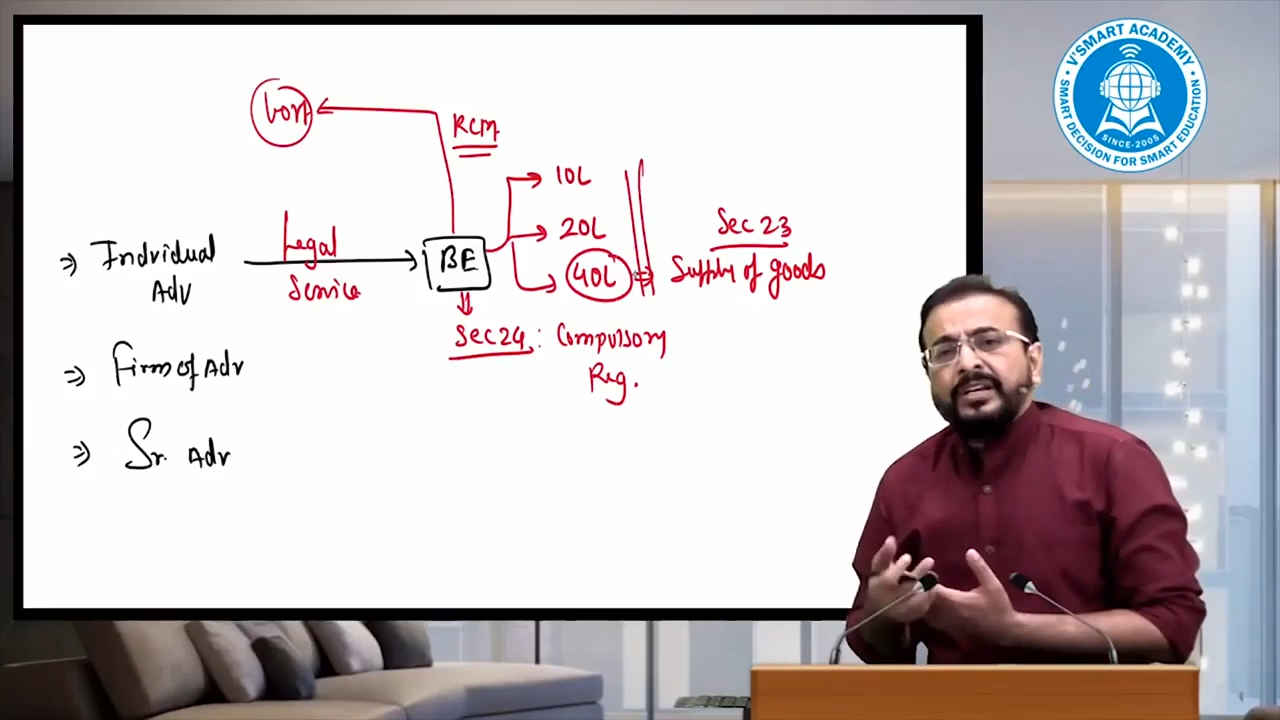 Govt
RCM
10L
20L
40L
Sec 23
Supply of goods
Individual
Adv
Legal
Service
BE
Sec 24 : Compulsory
Reg.
Firm of Adv
Sr. Adv
V'SMART ACADEMY
SINCE-2005
SMART DECISION FOR SMART EDUCATION